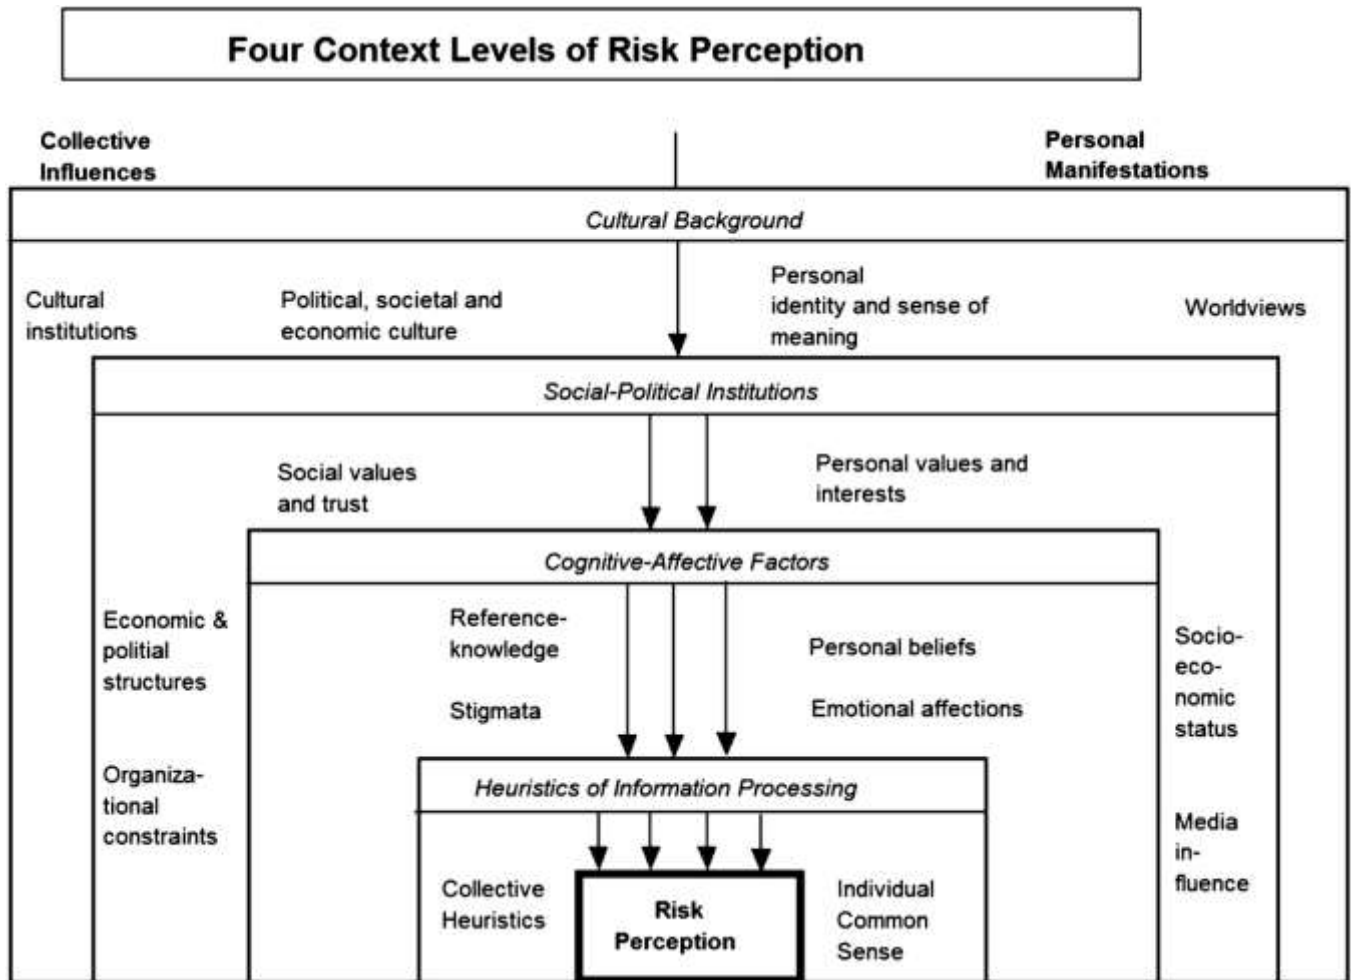 Four Context Levels of Risk Perception
Collective
Influences
Personal
Manifestations
Cultural Background
Cultural
institutions
Political, societal and
economic culture
Personal
identity and sense of
meaning
Worldviews
Social-Political Institutions
Social values
and trust
Personal values and
interests
Cognitive-Affective Factors
Economic &
politial
structures
Reference-
knowledge
Personal beliefs
Socio-
eco-
nomic
status
Stigmata
Emotional affections
Organiza-
tional
constraints
Heuristics of Information Processing
Media
in-
fluence
Collective
Heuristics
Risk
Perception
Individual
Common
Sense